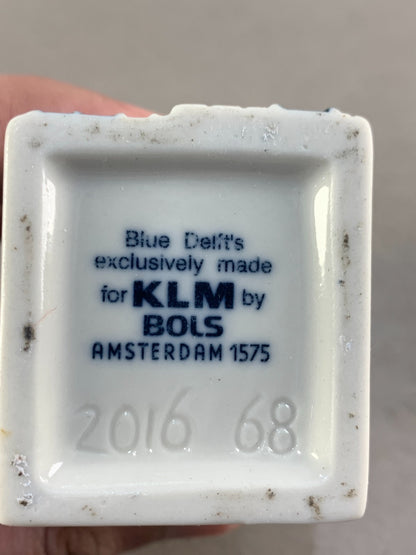 Blue Delft's
exclusively made
for KLM by
BOLS
AMSTERDAM 1575
2016 68